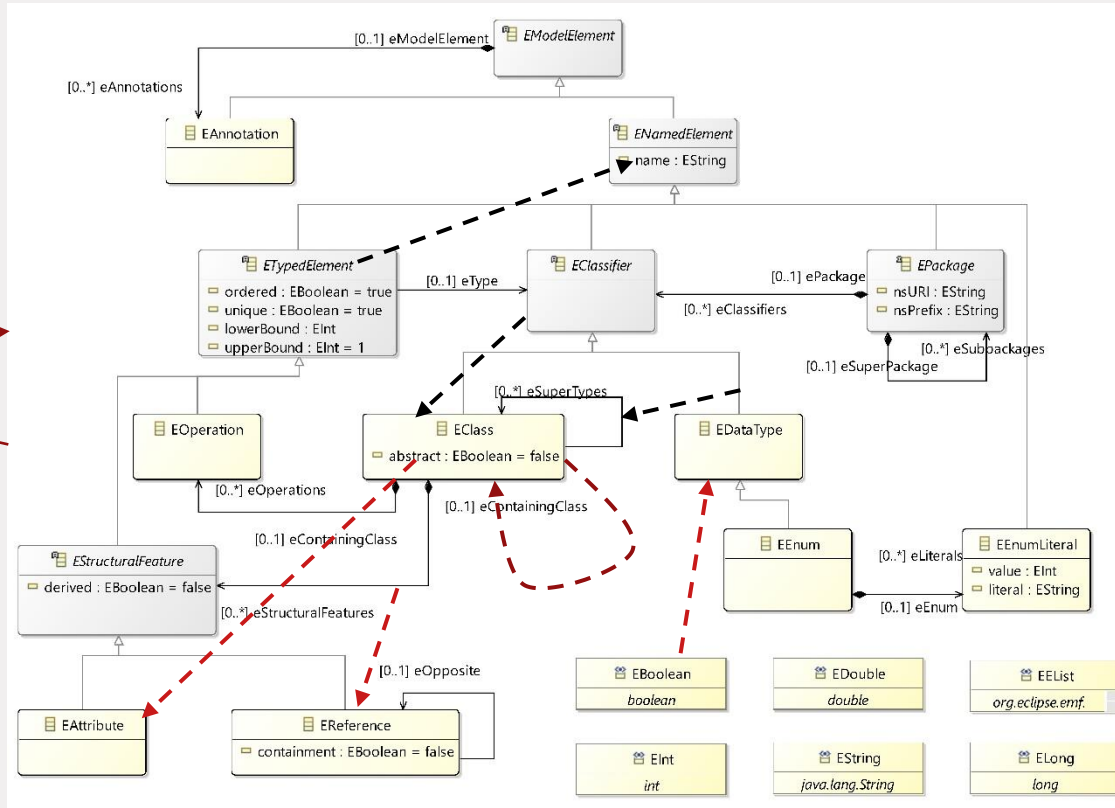 [0..1] eModelElement
EModelElement
[0..*] eAnnotations
EAnnotation
ENamedElement
name : EString
ETypedElement
ordered : EBoolean = true
unique : EBoolean = true
lowerBound : EInt
upperBound : EInt = 1
[0..1] eType
EClassifier
[0..1] ePackage
[0..*] eClassifiers
EPackage
nsURI : EString
nsPrefix : EString
[0..*] eSubpackages
[0..1] eSuperPackage
[0..*] eSuperTypes
EOperation
EClass
abstract : EBoolean = false
EDataType
[0..*] eOperations
[0..1] eContainingClass
[0..1] eContainingClass
EStructuralFeature
derived : EBoolean = false
[0..*] eStructuralFeatures
EEnum
[0..*] eLiterals
[0..1] eEnum
EEnumLiteral
value : EInt
literal : EString
[0..1] eOpposite
EAttribute
EReference
containment : EBoolean = false
EBoolean
boolean
EDouble
double
EEList
org.eclipse.emf.
EInt
int
EString
java.lang.String
ELong
long